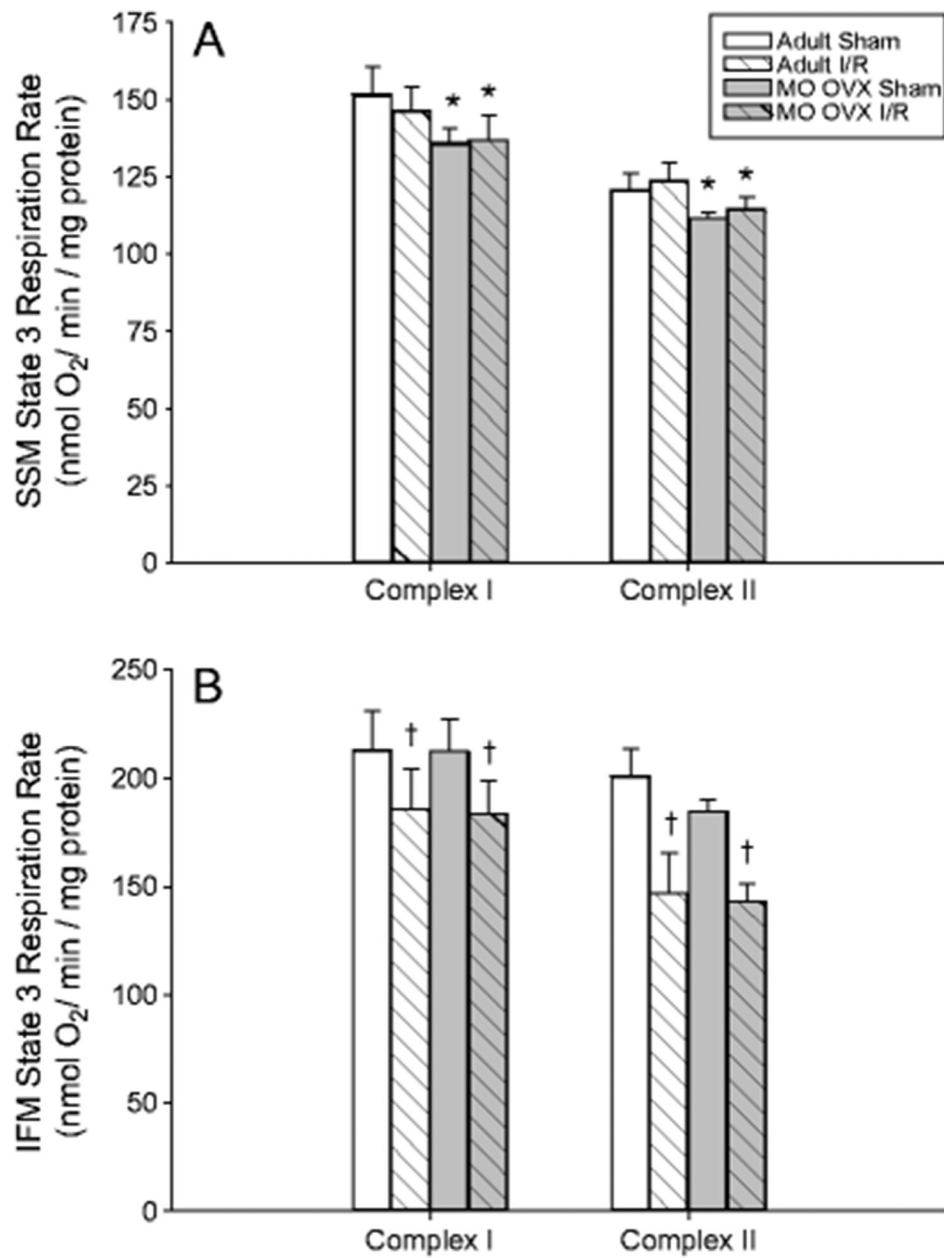 A
Adult Sham
Adult I/R
MO OVX Sham
MO OVX I/R
SSM State 3 Respiration Rate
(nmol O₂/ min / mg protein)
175
150
125
100
75
50
25
0
* *
* *
Complex I Complex II
B
IFM State 3 Respiration Rate
(nmol O₂/ min / mg protein)
250
200
150
100
50
0
† †
† †
Complex I Complex II